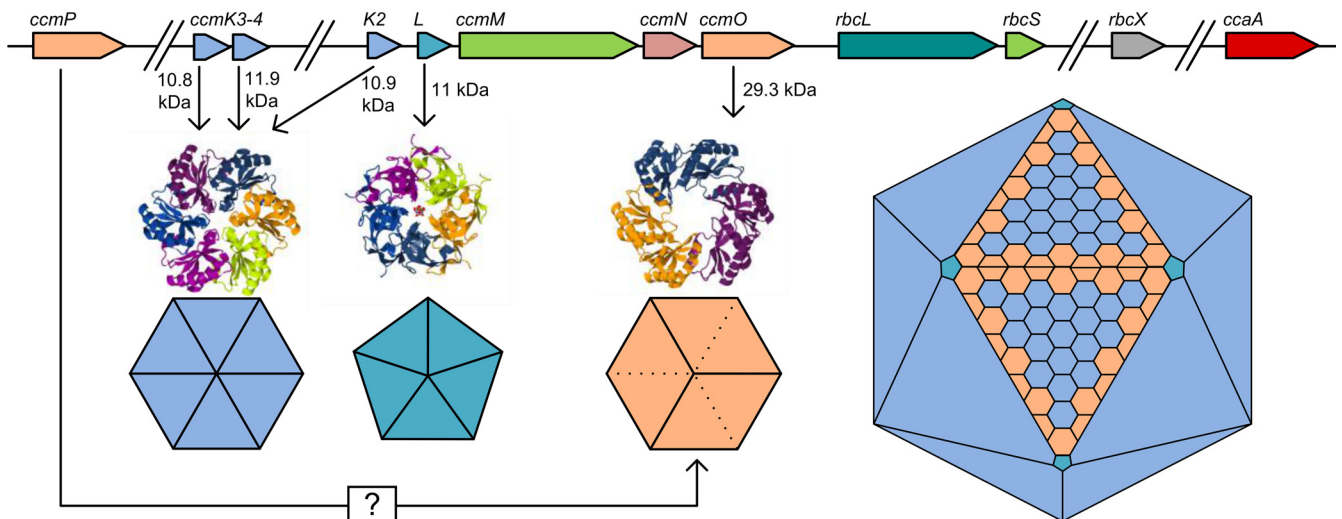 ccmP ccmK3-4 K2 L ccmM ccmN ccmO rbcL rbcS rbcX ccaA
10.8
kDa
11.9
kDa
10.9
kDa
11 kDa
29.3 kDa
?